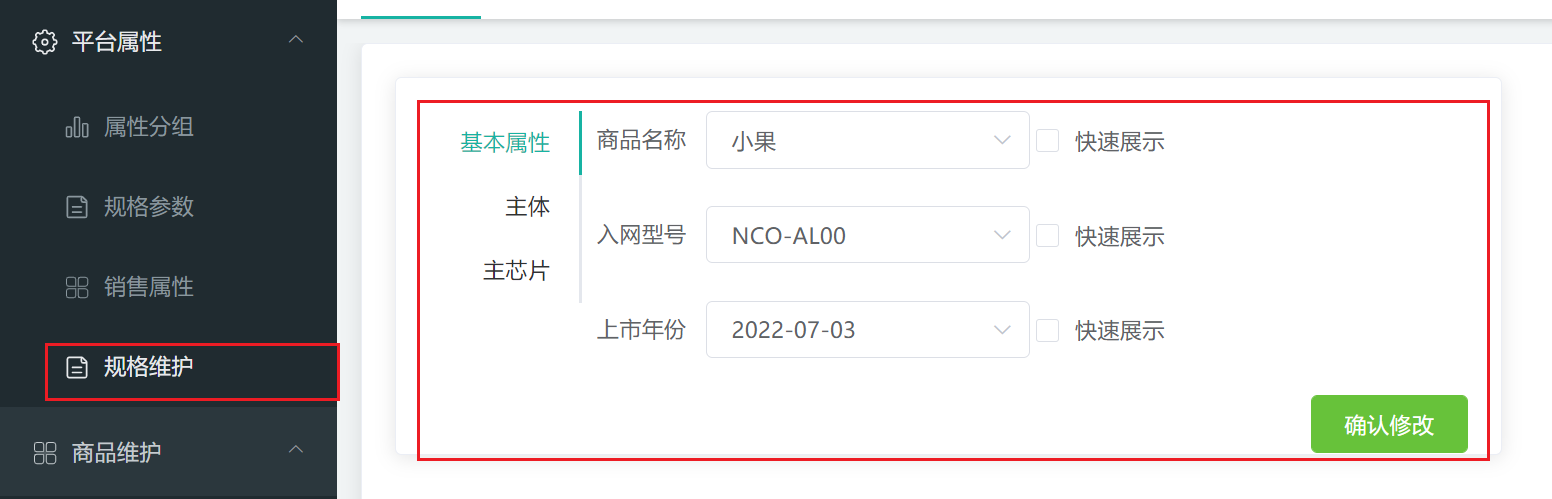 平台属性
属性分组
规格参数
销售属性
规格维护
商品维护
基本属性
主体
主芯片
商品名称 小果 快速展示
入网型号 NCO-AL00 快速展示
上市年份 2022-07-03 快速展示
确认修改